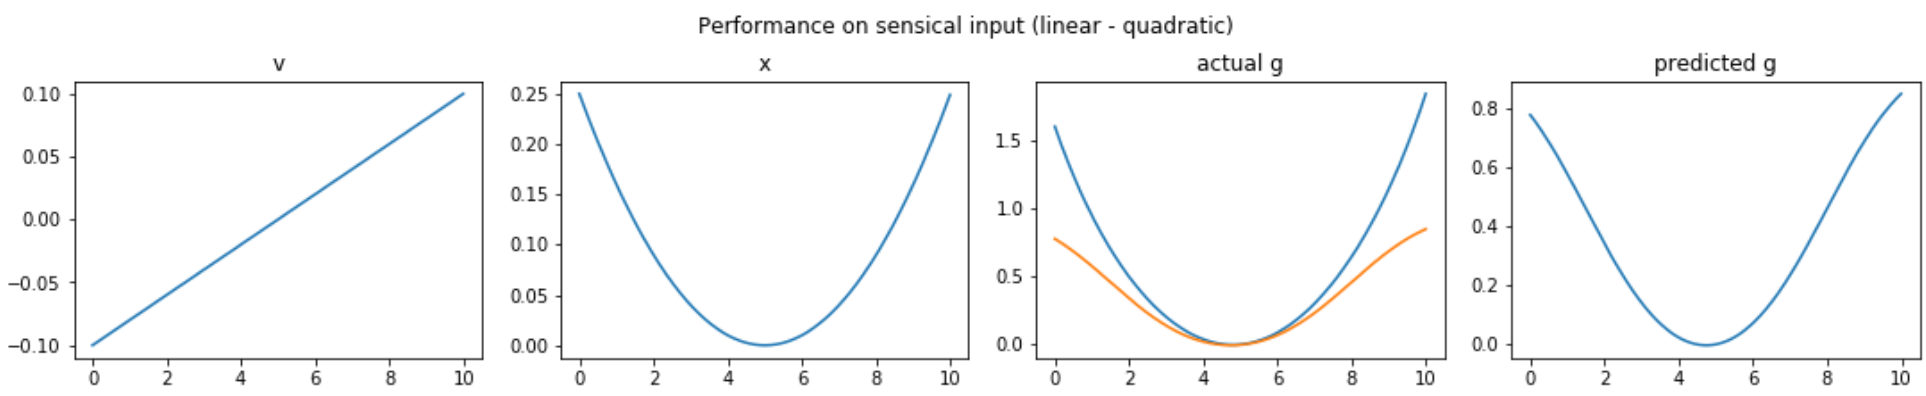 Performance on sensical input (linear - quadratic)
v
0.10
0.05
0.00
−0.05
−0.10
0 2 4 6 8 10
x
0.25
0.20
0.15
0.10
0.05
0.00
0 2 4 6 8 10
actual g
1.5
1.0
0.5
0.0
0 2 4 6 8 10
predicted g
0.8
0.6
0.4
0.2
0.0
0 2 4 6 8 10